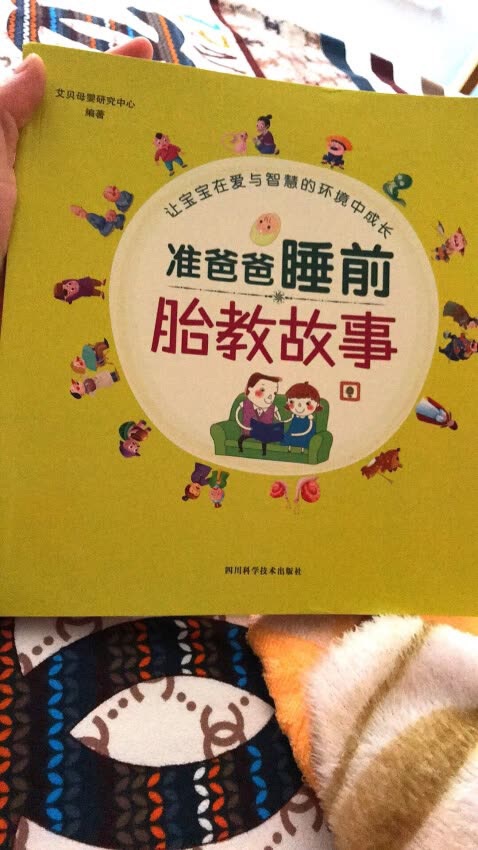 艾贝母婴研究中心
编著
让宝宝在爱与智慧的环境中成长
准爸爸睡前
胎教故事
四川科学技术出版社